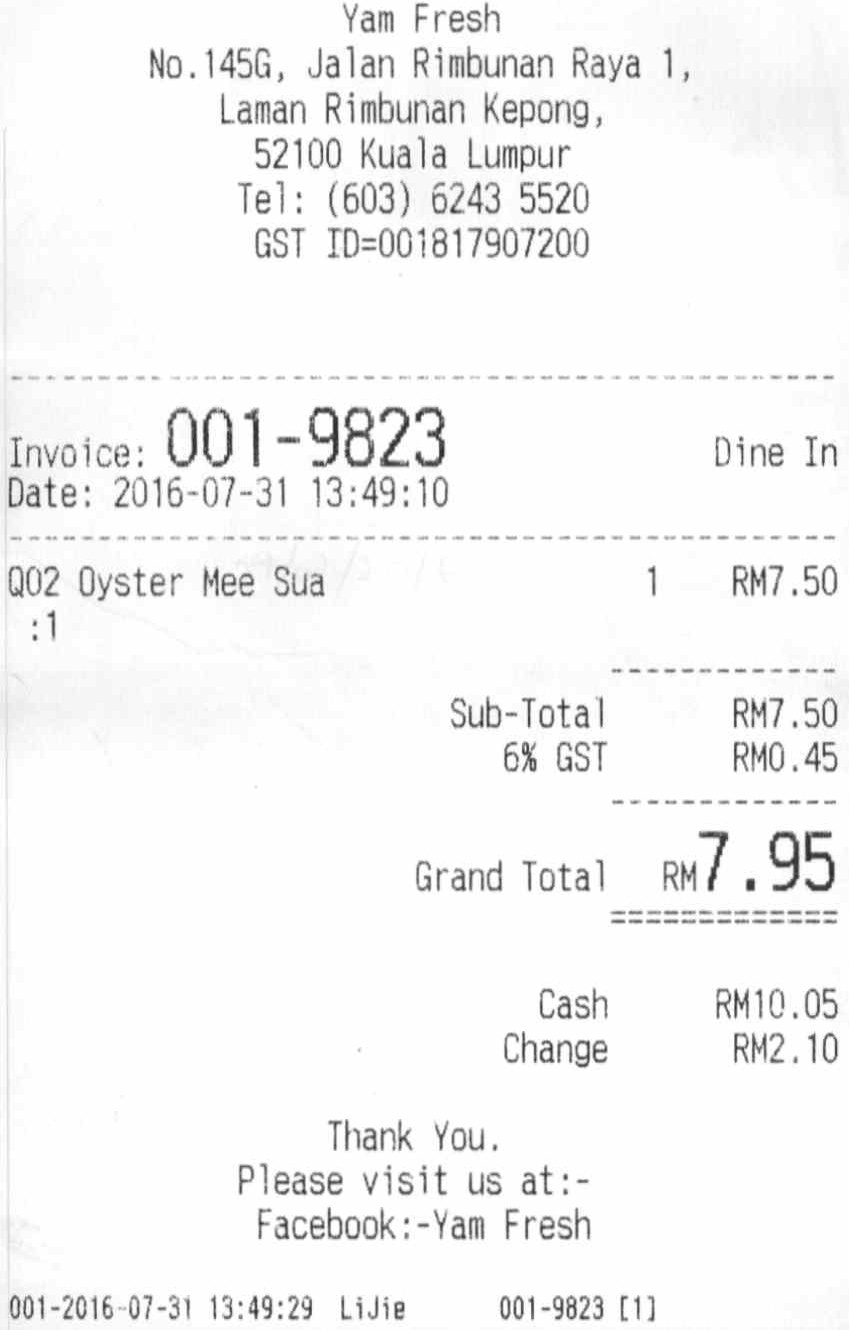 Yam Fresh
No.145G, Jalan Rimbunan Raya 1,
Laman Rimbunan Kepong,
52100 Kuala Lumpur
Tel: (603) 6243 5520
GST ID=001817907200
Invoice: 001-9823 Dine In
Date: 2016-07-31 13:49:10
Q02 Oyster Mee Sua 1 RM7.50
:1
Sub-Total RM7.50
6% GST RM0.45
Grand Total RM7.95
Cash RM10.05
Change RM2.10
Thank You.
Please visit us at:-
Facebook:-Yam Fresh
001-2016-07-31 13:49:29 LiJie 001-9823 [1]